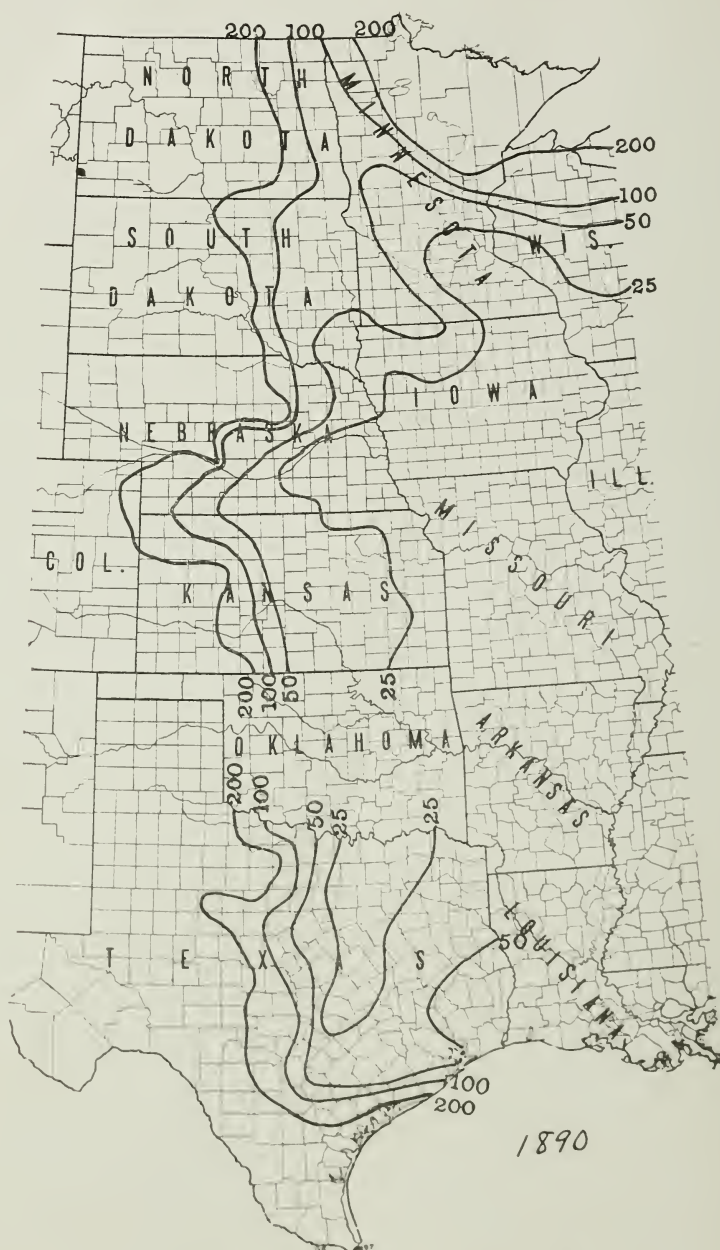 200 100 200
NORTH
DAKOTA
MINNESOTA
200
100
50
WIS.
25
SOUTH
DAKOTA
IOWA
NEBRASKA
ILL.
MISSOURI
COL.
KANSAS
200 100 50 25
OKLAHOMA
ARKANSAS
200 100 50 25 25
LOUISIANA
50
TEXAS
100
200
1890